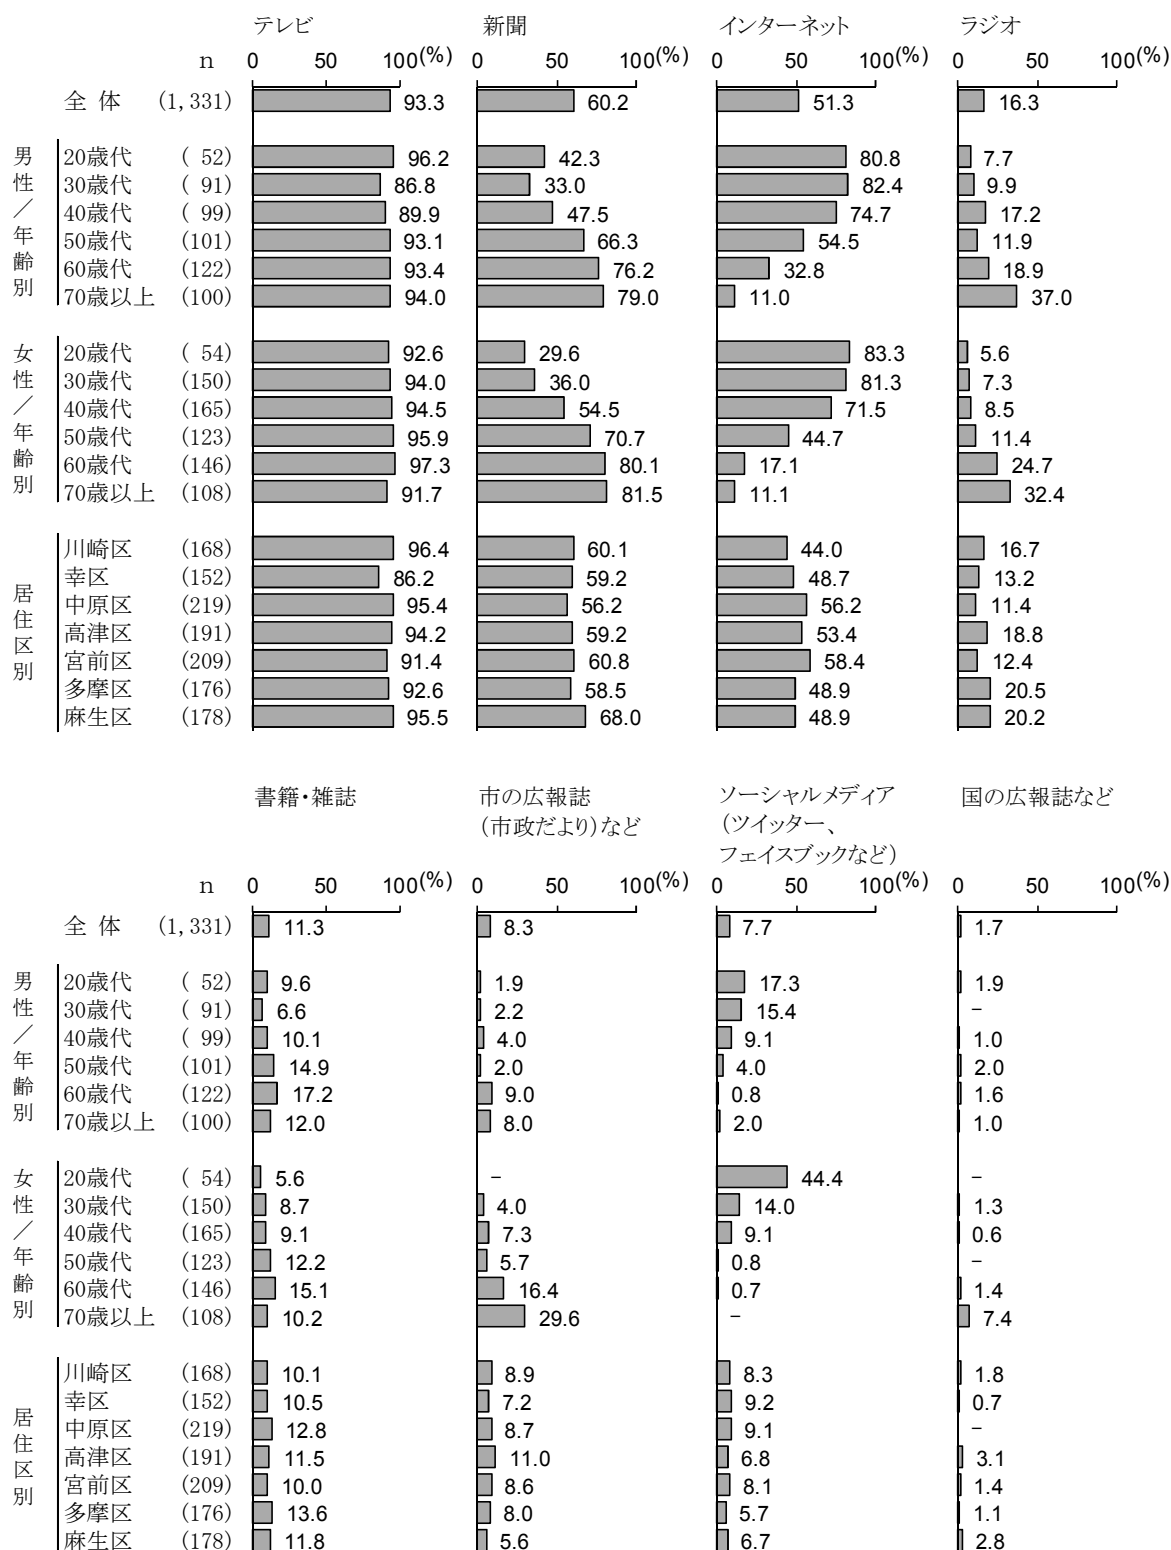 テレビ 新聞 インターネット ラジオ
n 0 50 100(%) 0 50 100(%) 0 50 100(%) 0 50 100(%)
全 体 (1,331) 93.3 60.2 51.3 16.3
男性/年齢別
20歳代 ( 52) 96.2 42.3 80.8 7.7
30歳代 ( 91) 86.8 33.0 82.4 9.9
40歳代 ( 99) 89.9 47.5 74.7 17.2
50歳代 (101) 93.1 66.3 54.5 11.9
60歳代 (122) 93.4 76.2 32.8 18.9
70歳以上 (100) 94.0 79.0 11.0 37.0
女性/年齢別
20歳代 ( 54) 92.6 29.6 83.3 5.6
30歳代 (150) 94.0 36.0 81.3 7.3
40歳代 (165) 94.5 54.5 71.5 8.5
50歳代 (123) 95.9 70.7 44.7 11.4
60歳代 (146) 97.3 80.1 17.1 24.7
70歳以上 (108) 91.7 81.5 11.1 32.4
居住区別
川崎区 (168) 96.4 60.1 44.0 16.7
幸区 (152) 86.2 59.2 48.7 13.2
中原区 (219) 95.4 56.2 56.2 11.4
高津区 (191) 94.2 59.2 53.4 18.8
宮前区 (209) 91.4 60.8 58.4 12.4
多摩区 (176) 92.6 58.5 48.9 20.5
麻生区 (178) 95.5 68.0 48.9 20.2
書籍・雑誌 市の広報誌 ソーシャルメディア 国の広報誌など
(市政だより)など (ツイッター、
フェイスブックなど)
n 0 50 100(%) 0 50 100(%) 0 50 100(%) 0 50 100(%)
全 体 (1,331) 11.3 8.3 7.7 1.7
男性/年齢別
20歳代 ( 52) 9.6 1.9 17.3 1.9
30歳代 ( 91) 6.6 2.2 15.4 -
40歳代 ( 99) 10.1 4.0 9.1 1.0
50歳代 (101) 14.9 2.0 4.0 2.0
60歳代 (122) 17.2 9.0 0.8 1.6
70歳以上 (100) 12.0 8.0 2.0 1.0
女性/年齢別
20歳代 ( 54) 5.6 - 44.4 -
30歳代 (150) 8.7 4.0 14.0 1.3
40歳代 (165) 9.1 7.3 9.1 0.6
50歳代 (123) 12.2 5.7 0.8 -
60歳代 (146) 15.1 16.4 0.7 1.4
70歳以上 (108) 10.2 29.6 - 7.4
居住区別
川崎区 (168) 10.1 8.9 8.3 1.8
幸区 (152) 10.5 7.2 9.2 0.7
中原区 (219) 12.8 8.7 9.1 -
高津区 (191) 11.5 11.0 6.8 3.1
宮前区 (209) 10.0 8.6 8.1 1.4
多摩区 (176) 13.6 8.0 5.7 1.1
麻生区 (178) 11.8 5.6 6.7 2.8